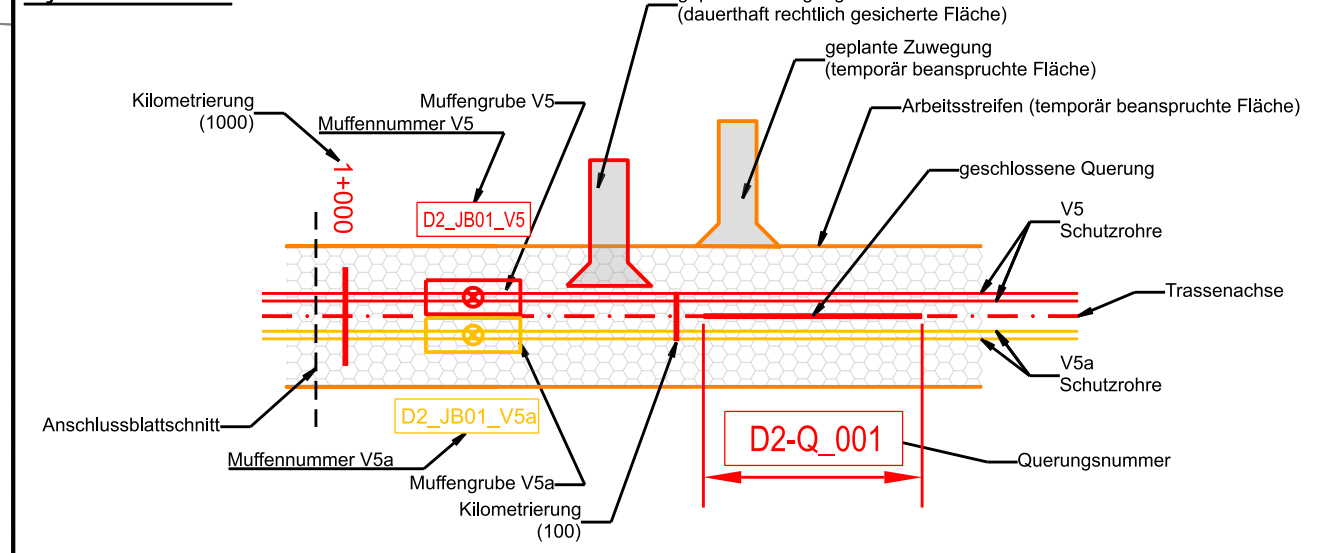 (dauerthaft rechtlich gesicherte Fläche)
geplante Zuwegung
(temporär beanspruchte Fläche)
Kilometrierung
(1000)
Muffengrube V5
Arbeitsstreifen (temporär beanspruchte Fläche)
Muffennummer V5
1+000
geschlossene Querung
D2_JB01_V5
V5
Schutzrohre
Trassenachse
V5a
Schutzrohre
D2_JB01_V5a
Anschlussblattschnitt
D2-Q_001
Muffennummer V5a
Querungsnummer
Muffengrube V5a
Kilometrierung
(100)